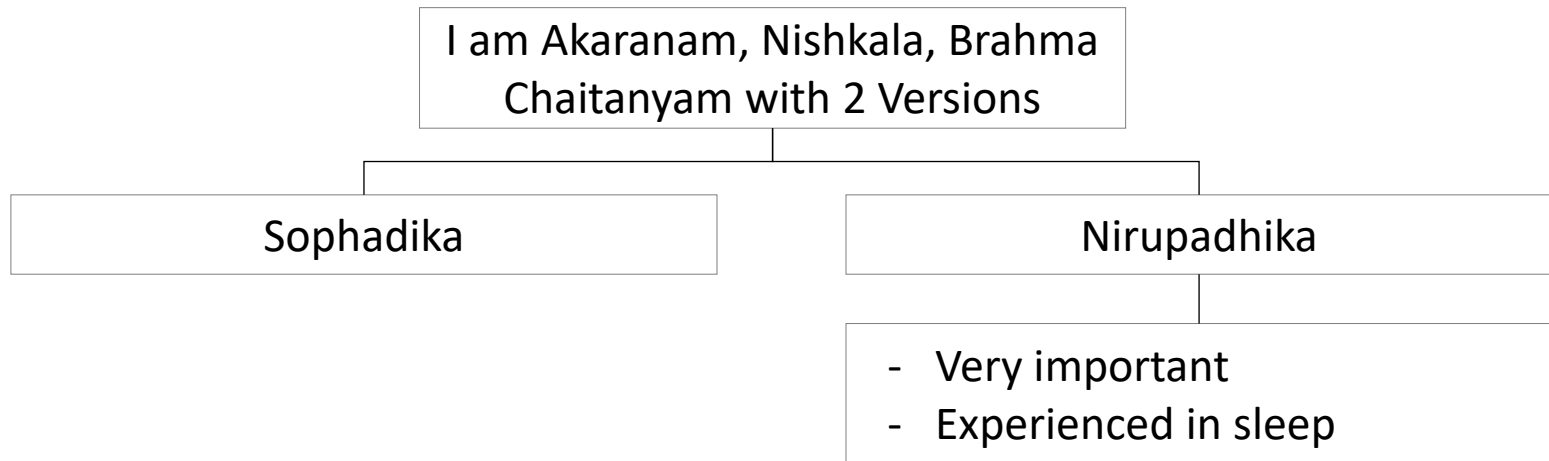 I am Akaranam, Nishkala, Brahma
Chaitanyam with 2 Versions
Sophadika
Nirupadhika
- Very important
- Experienced in sleep